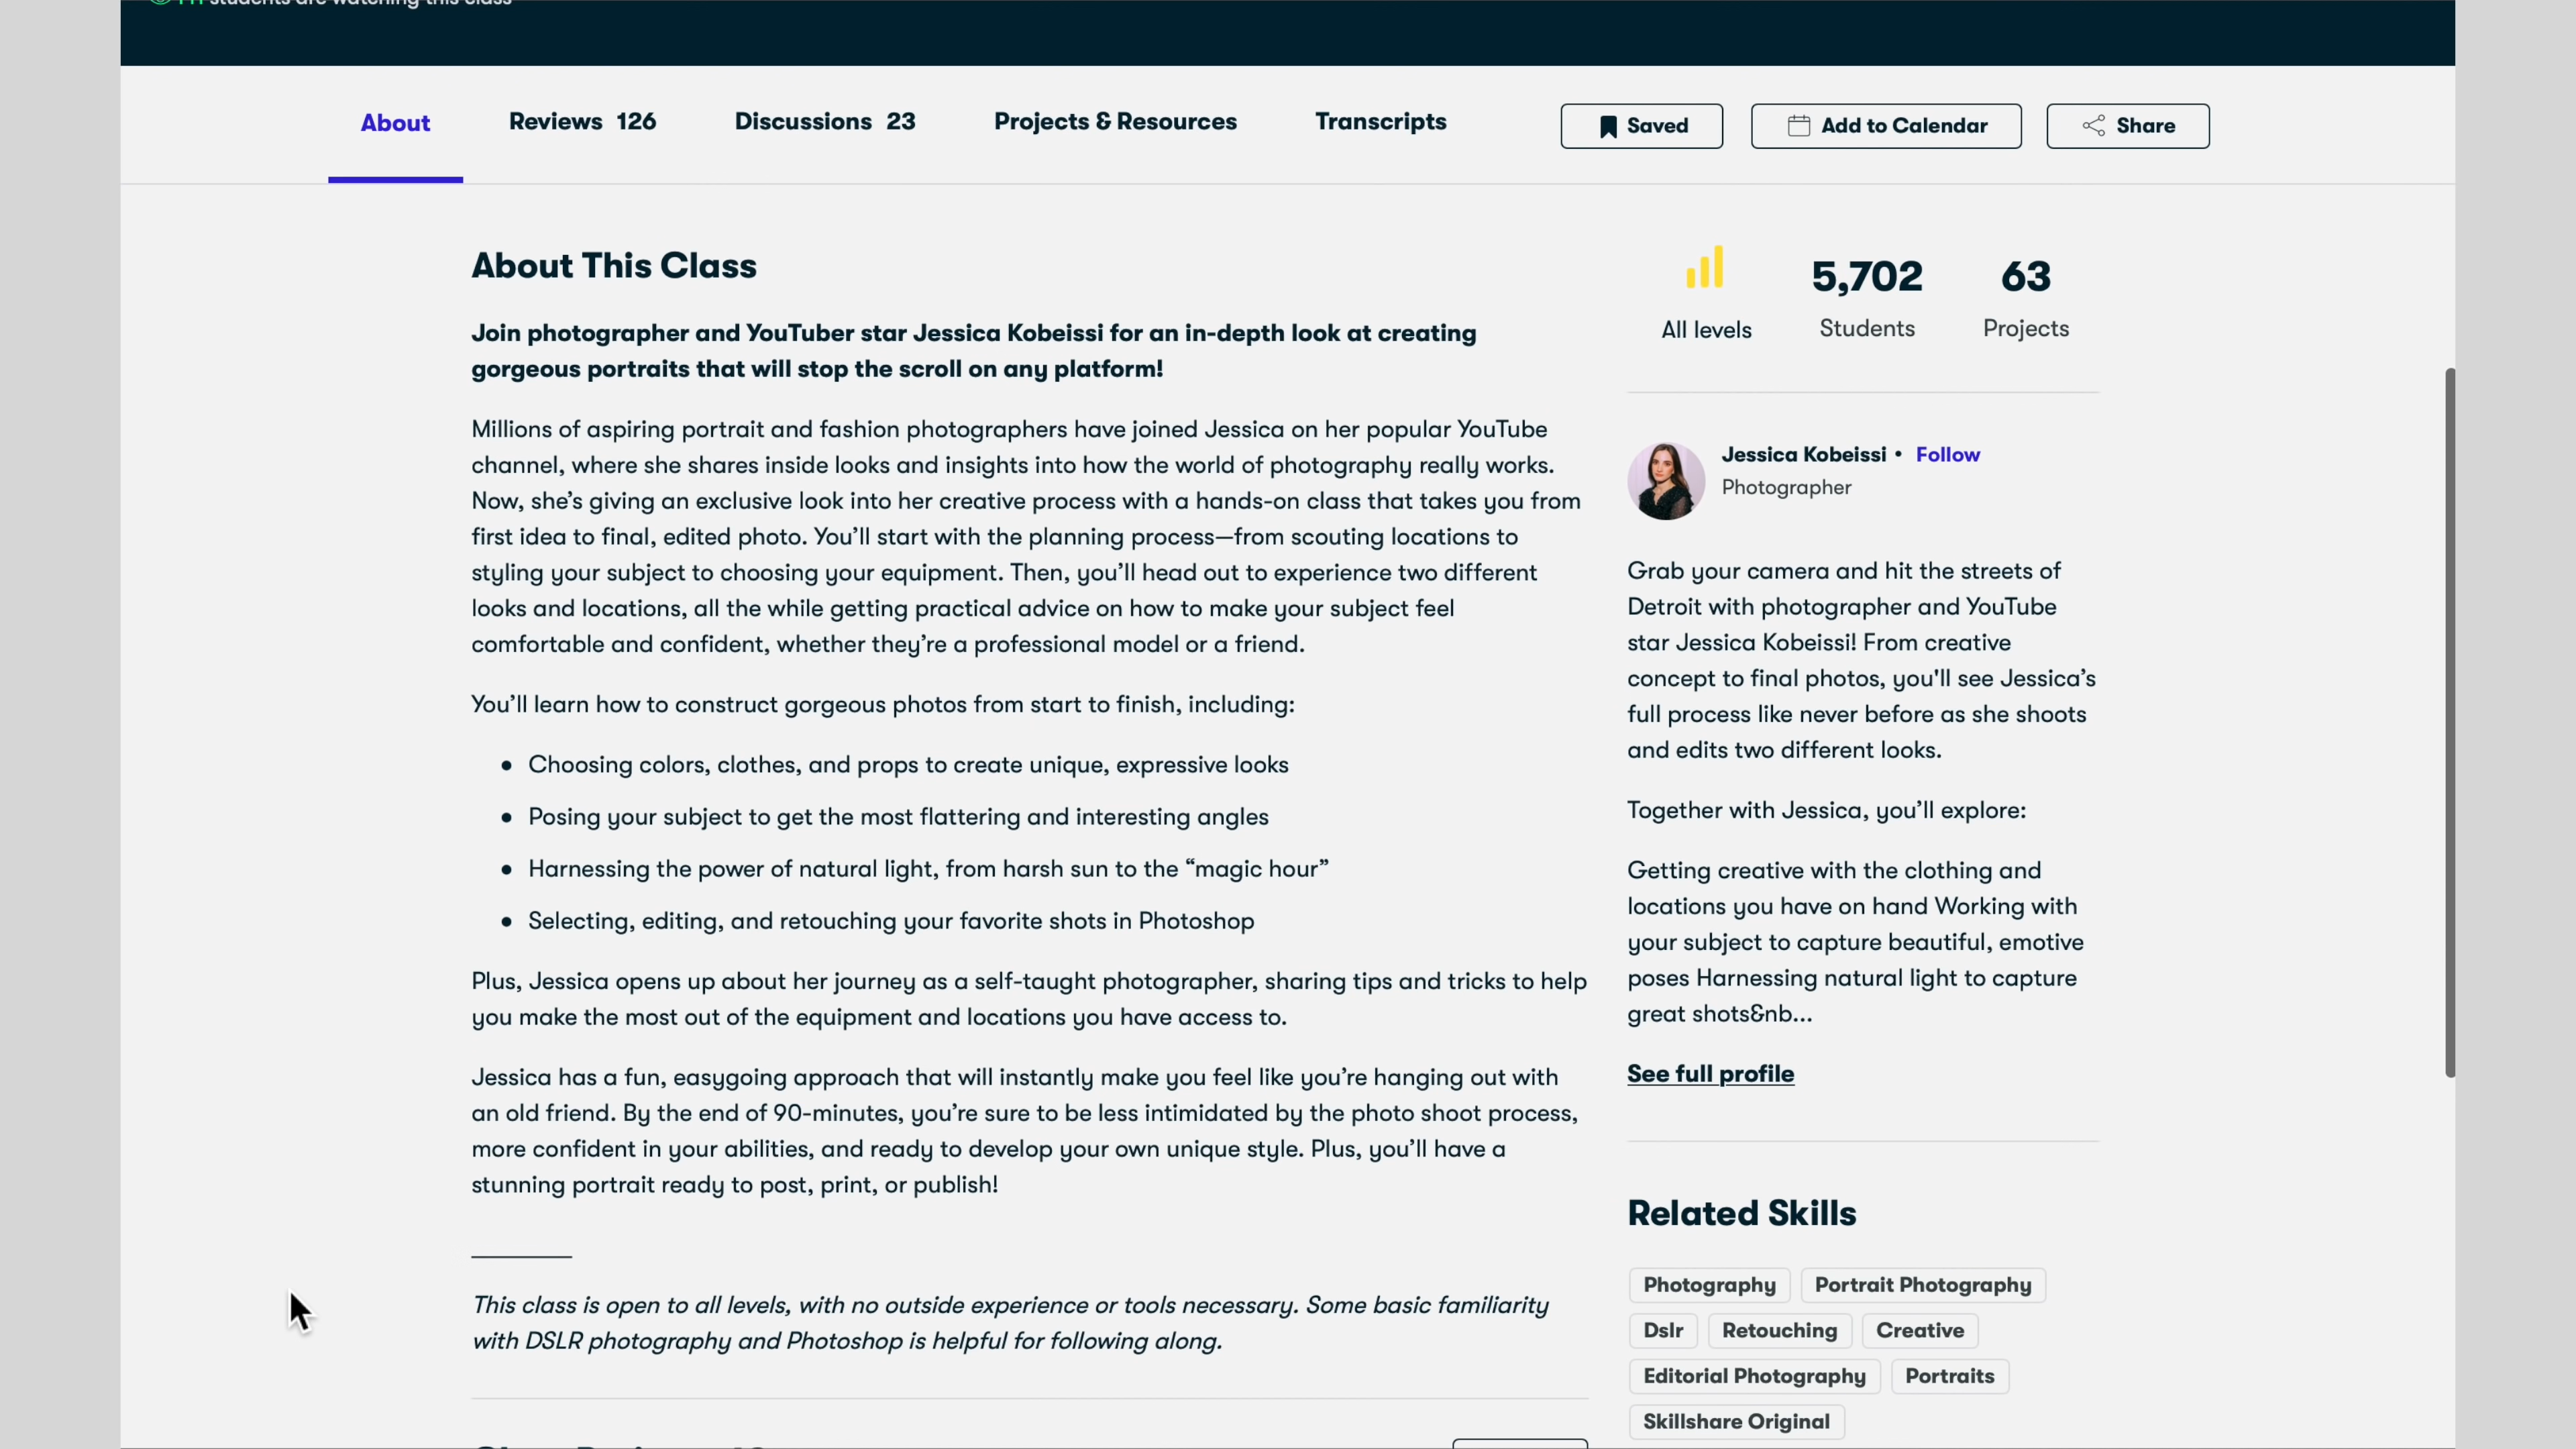 students are watching this class
About
Reviews 126
Discussions 23
Projects & Resources
Transcripts
Saved
Add to Calendar
Share
About This Class
Join photographer and YouTuber star Jessica Kobeissi for an in-depth look at creating
gorgeous portraits that will stop the scroll on any platform!
Millions of aspiring portrait and fashion photographers have joined Jessica on her popular YouTube
channel, where she shares inside looks and insights into how the world of photography really works.
Now, she’s giving an exclusive look into her creative process with a hands-on class that takes you from
first idea to final, edited photo. You’ll start with the planning process—from scouting locations to
styling your subject to choosing your equipment. Then, you’ll head out to experience two different
looks and locations, all the while getting practical advice on how to make your subject feel
comfortable and confident, whether they’re a professional model or a friend.
You’ll learn how to construct gorgeous photos from start to finish, including:
• Choosing colors, clothes, and props to create unique, expressive looks
• Posing your subject to get the most flattering and interesting angles
• Harnessing the power of natural light, from harsh sun to the “magic hour”
• Selecting, editing, and retouching your favorite shots in Photoshop
Plus, Jessica opens up about her journey as a self-taught photographer, sharing tips and tricks to help
you make the most out of the equipment and locations you have access to.
Jessica has a fun, easygoing approach that will instantly make you feel like you’re hanging out with
an old friend. By the end of 90-minutes, you’re sure to be less intimidated by the photo shoot process,
more confident in your abilities, and ready to develop your own unique style. Plus, you’ll have a
stunning portrait ready to post, print, or publish!
This class is open to all levels, with no outside experience or tools necessary. Some basic familiarity
with DSLR photography and Photoshop is helpful for following along.
All levels
5,702
Students
63
Projects
Jessica Kobeissi • Follow
Photographer
Grab your camera and hit the streets of
Detroit with photographer and YouTube
star Jessica Kobeissi! From creative
concept to final photos, you'll see Jessica’s
full process like never before as she shoots
and edits two different looks.
Together with Jessica, you’ll explore:
Getting creative with the clothing and
locations you have on hand Working with
your subject to capture beautiful, emotive
poses Harnessing natural light to capture
great shots&nb...
See full profile
Related Skills
Photography
Portrait Photography
Dslr
Retouching
Creative
Editorial Photography
Portraits
Skillshare Original